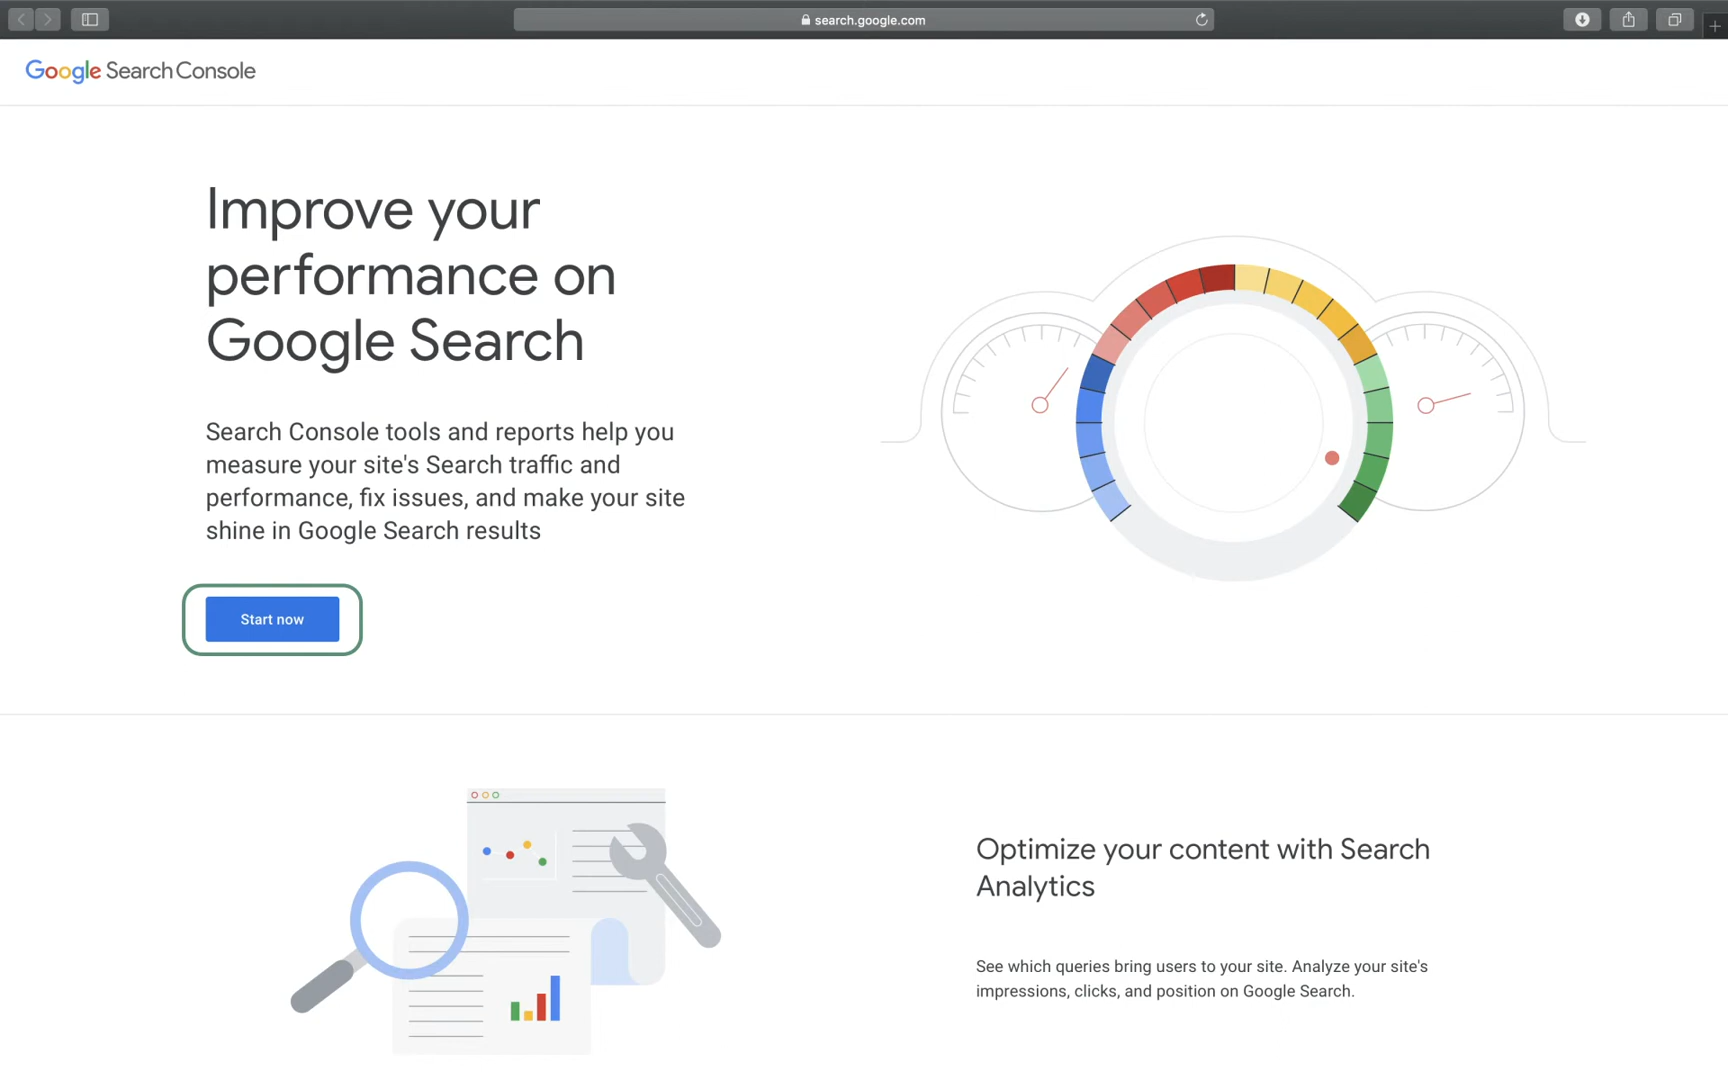 search.google.com
Google Search Console
Improve your
performance on
Google Search
Search Console tools and reports help you
measure your site's Search traffic and
performance, fix issues, and make your site
shine in Google Search results
Start now
Optimize your content with Search
Analytics
See which queries bring users to your site. Analyze your site's
impressions, clicks, and position on Google Search.